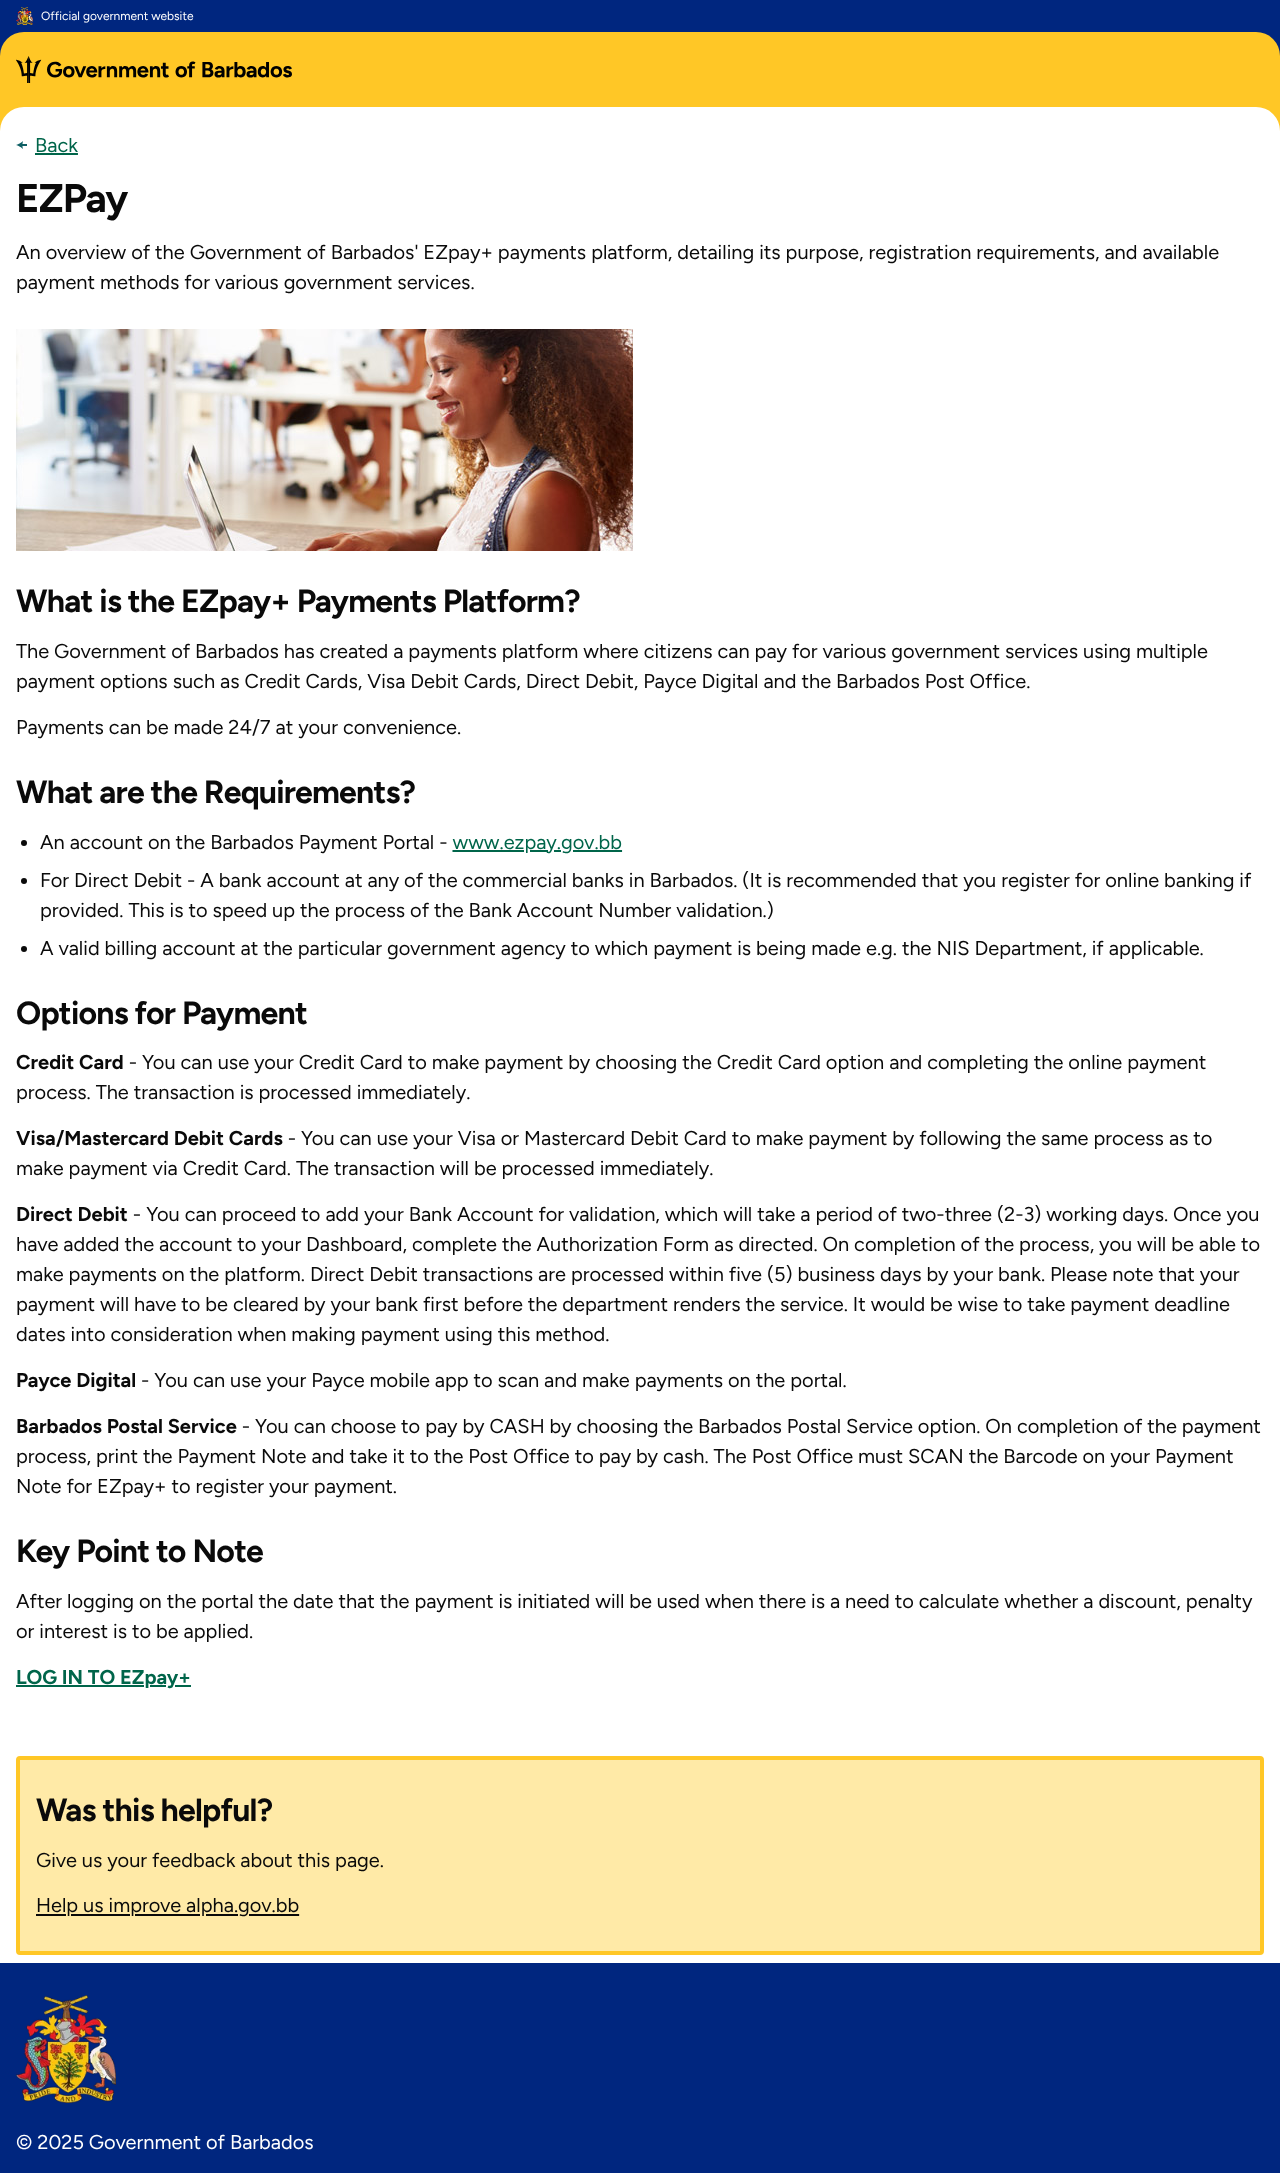 Official government website
Government of Barbados
Back
EZPay
An overview of the Government of Barbados' EZpay+ payments platform, detailing its purpose, registration requirements, and available
payment methods for various government services.
What is the EZpay+ Payments Platform?
The Government of Barbados has created a payments platform where citizens can pay for various government services using multiple
payment options such as Credit Cards, Visa Debit Cards, Direct Debit, Payce Digital and the Barbados Post Office.
Payments can be made 24/7 at your convenience.
What are the Requirements?
• An account on the Barbados Payment Portal - www.ezpay.gov.bb
• For Direct Debit - A bank account at any of the commercial banks in Barbados. (It is recommended that you register for online banking if
provided. This is to speed up the process of the Bank Account Number validation.)
• A valid billing account at the particular government agency to which payment is being made e.g. the NIS Department, if applicable.
Options for Payment
Credit Card - You can use your Credit Card to make payment by choosing the Credit Card option and completing the online payment
process. The transaction is processed immediately.
Visa/Mastercard Debit Cards - You can use your Visa or Mastercard Debit Card to make payment by following the same process as to
make payment via Credit Card. The transaction will be processed immediately.
Direct Debit - You can proceed to add your Bank Account for validation, which will take a period of two-three (2-3) working days. Once you
have added the account to your Dashboard, complete the Authorization Form as directed. On completion of the process, you will be able to
make payments on the platform. Direct Debit transactions are processed within five (5) business days by your bank. Please note that your
payment will have to be cleared by your bank first before the department renders the service. It would be wise to take payment deadline
dates into consideration when making payment using this method.
Payce Digital - You can use your Payce mobile app to scan and make payments on the portal.
Barbados Postal Service - You can choose to pay by CASH by choosing the Barbados Postal Service option. On completion of the payment
process, print the Payment Note and take it to the Post Office to pay by cash. The Post Office must SCAN the Barcode on your Payment
Note for EZpay+ to register your payment.
Key Point to Note
After logging on the portal the date that the payment is initiated will be used when there is a need to calculate whether a discount, penalty
or interest is to be applied.
LOG IN TO EZpay+
Was this helpful?
Give us your feedback about this page.
Help us improve alpha.gov.bb
PRIDE AND INDUSTRY
© 2025 Government of Barbados